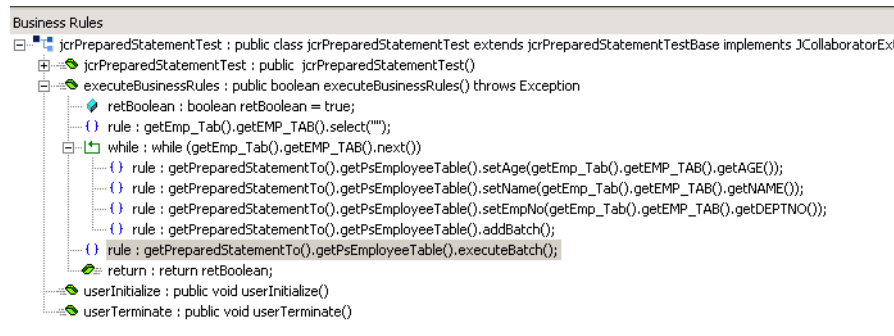 Business Rules
jcrPreparedStatementTest : public class jcrPreparedStatementTest extends jcrPreparedStatementTestBase implements JCollaboratorExt
jcrPreparedStatementTest : public jcrPreparedStatementTest()
executeBusinessRules : public boolean executeBusinessRules() throws Exception
retBoolean : boolean retBoolean = true;
rule : getEmp_Tab().getEMP_TAB().select("");
while : while (getEmp_Tab().getEMP_TAB().next())
{} rule : getPreparedStatementTo().getPsEmployeeTable().setAge(getEmp_Tab().getEMP_TAB().getAGE());
{} rule : getPreparedStatementTo().getPsEmployeeTable().setName(getEmp_Tab().getEMP_TAB().getNAME());
{} rule : getPreparedStatementTo().getPsEmployeeTable().setEmpNo(getEmp_Tab().getEMP_TAB().getDEPTNO());
{} rule : getPreparedStatementTo().getPsEmployeeTable().addBatch();
{} rule : getPreparedStatementTo().getPsEmployeeTable().executeBatch();
return : return retBoolean;
userInitialize : public void userInitialize()
userTerminate : public void userTerminate()